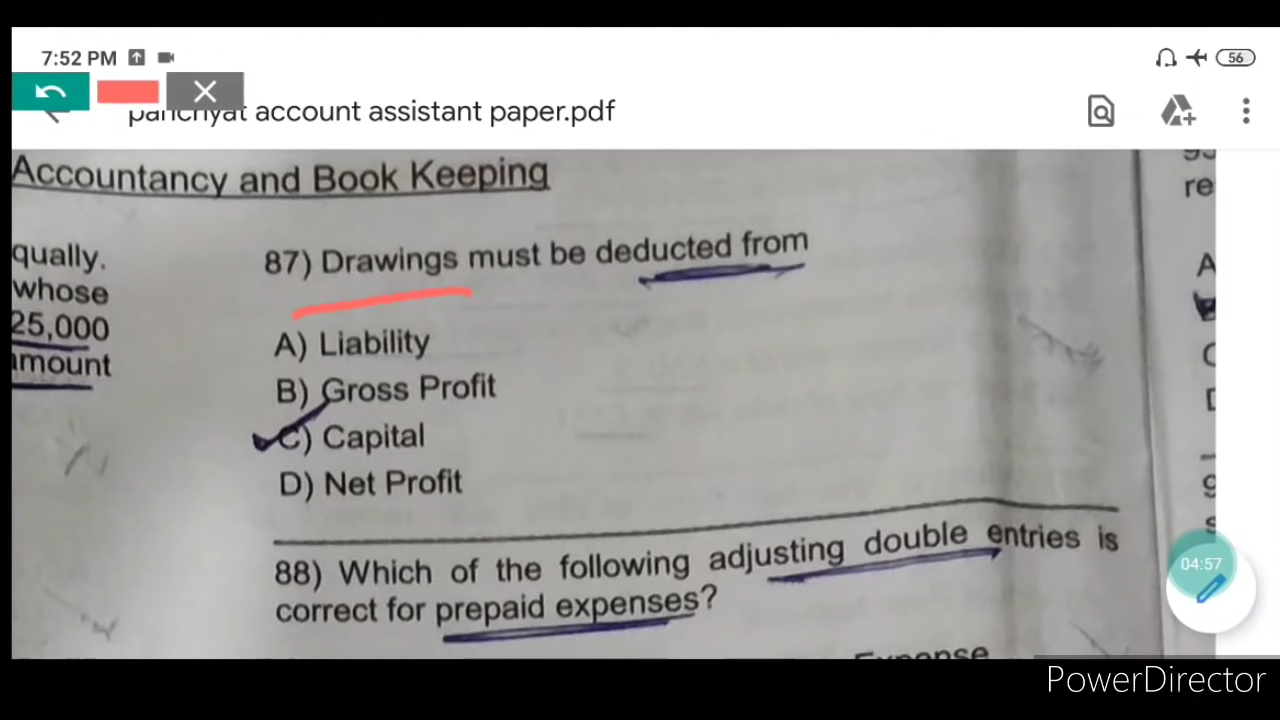 7:52 PM
56
panchyat account assistant paper.pdf
Accountancy and Book Keeping
re
qually.
whose
25,000
amount
87) Drawings must be deducted from
A) Liability
B) Gross Profit
C) Capital
D) Net Profit
A
88) Which of the following adjusting double entries is
correct for prepaid expenses?
04:57
Expense
PowerDirector